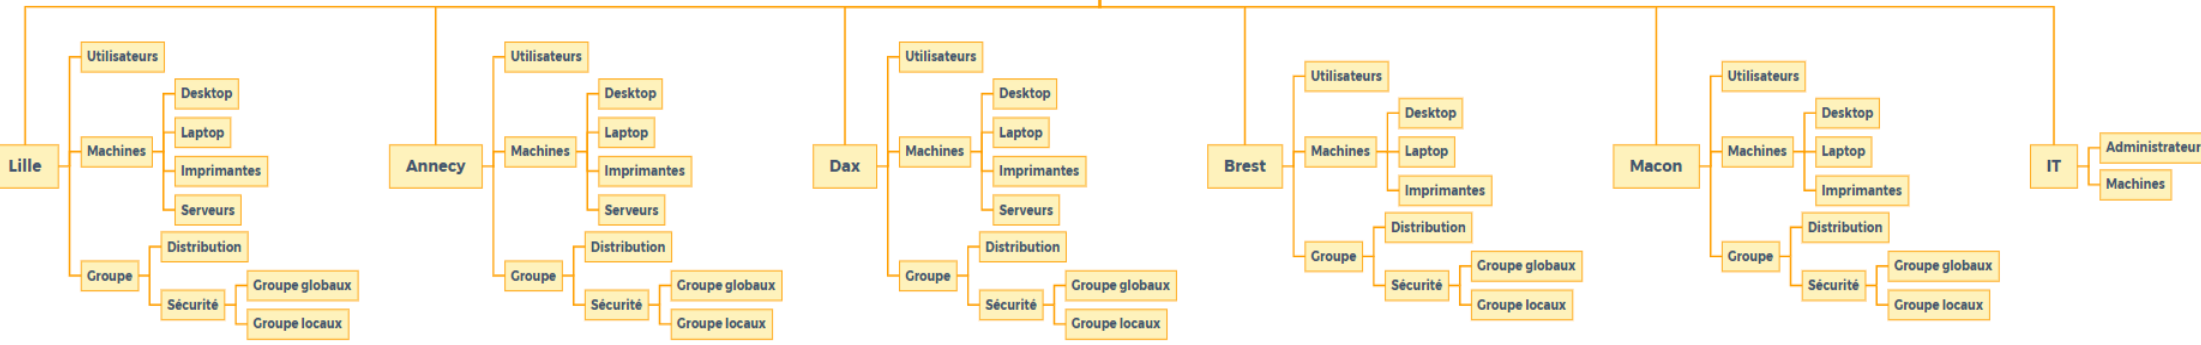 Lille
Utilisateurs
Machines
Desktop
Laptop
Imprimantes
Serveurs
Groupe
Distribution
Sécurité
Groupe globaux
Groupe locaux
Annecy
Utilisateurs
Machines
Desktop
Laptop
Imprimantes
Serveurs
Groupe
Distribution
Sécurité
Groupe globaux
Groupe locaux
Dax
Utilisateurs
Machines
Desktop
Laptop
Imprimantes
Serveurs
Groupe
Distribution
Sécurité
Groupe globaux
Groupe locaux
Brest
Utilisateurs
Machines
Desktop
Laptop
Imprimantes
Groupe
Distribution
Sécurité
Groupe globaux
Groupe locaux
Macon
Utilisateurs
Machines
Desktop
Laptop
Imprimantes
Groupe
Distribution
Sécurité
Groupe globaux
Groupe locaux
IT
Administrateur
Machines